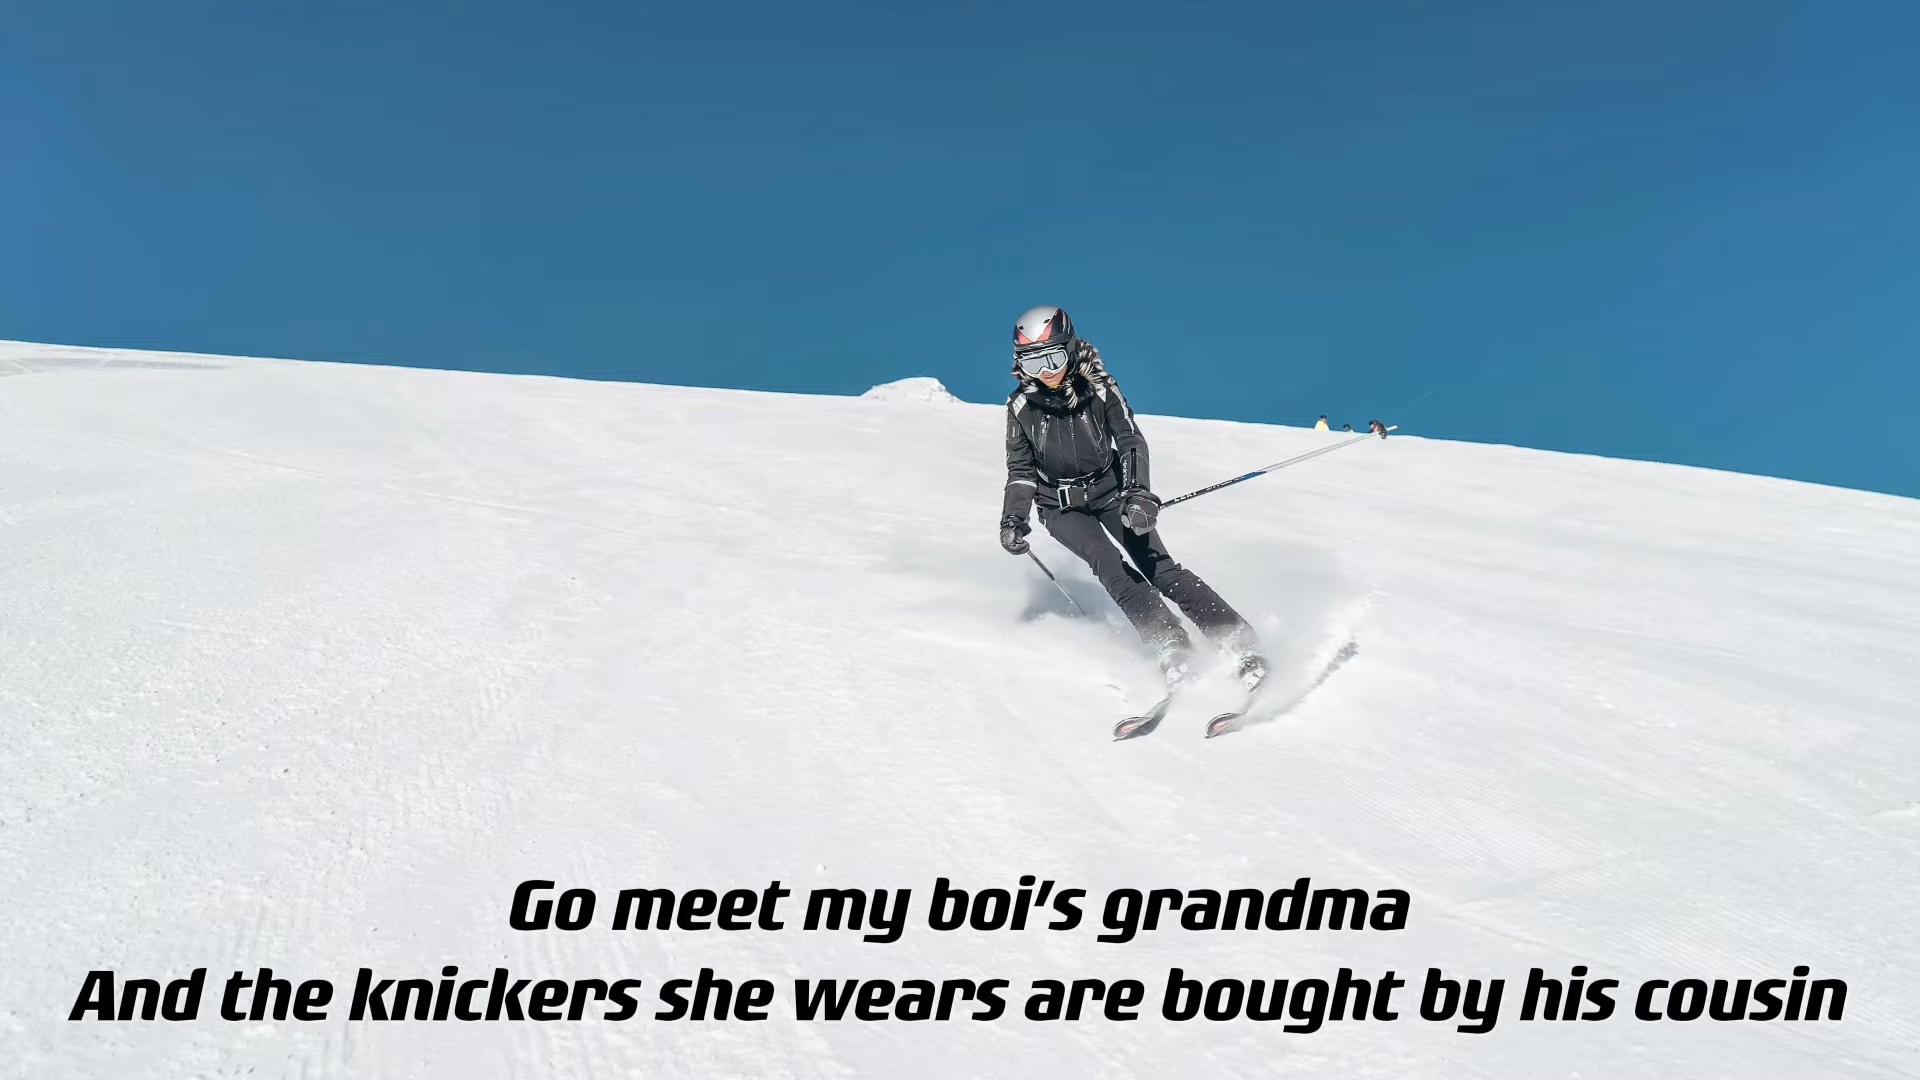 Go meet my boi's grandma
And the knickers she wears are bought by his cousin